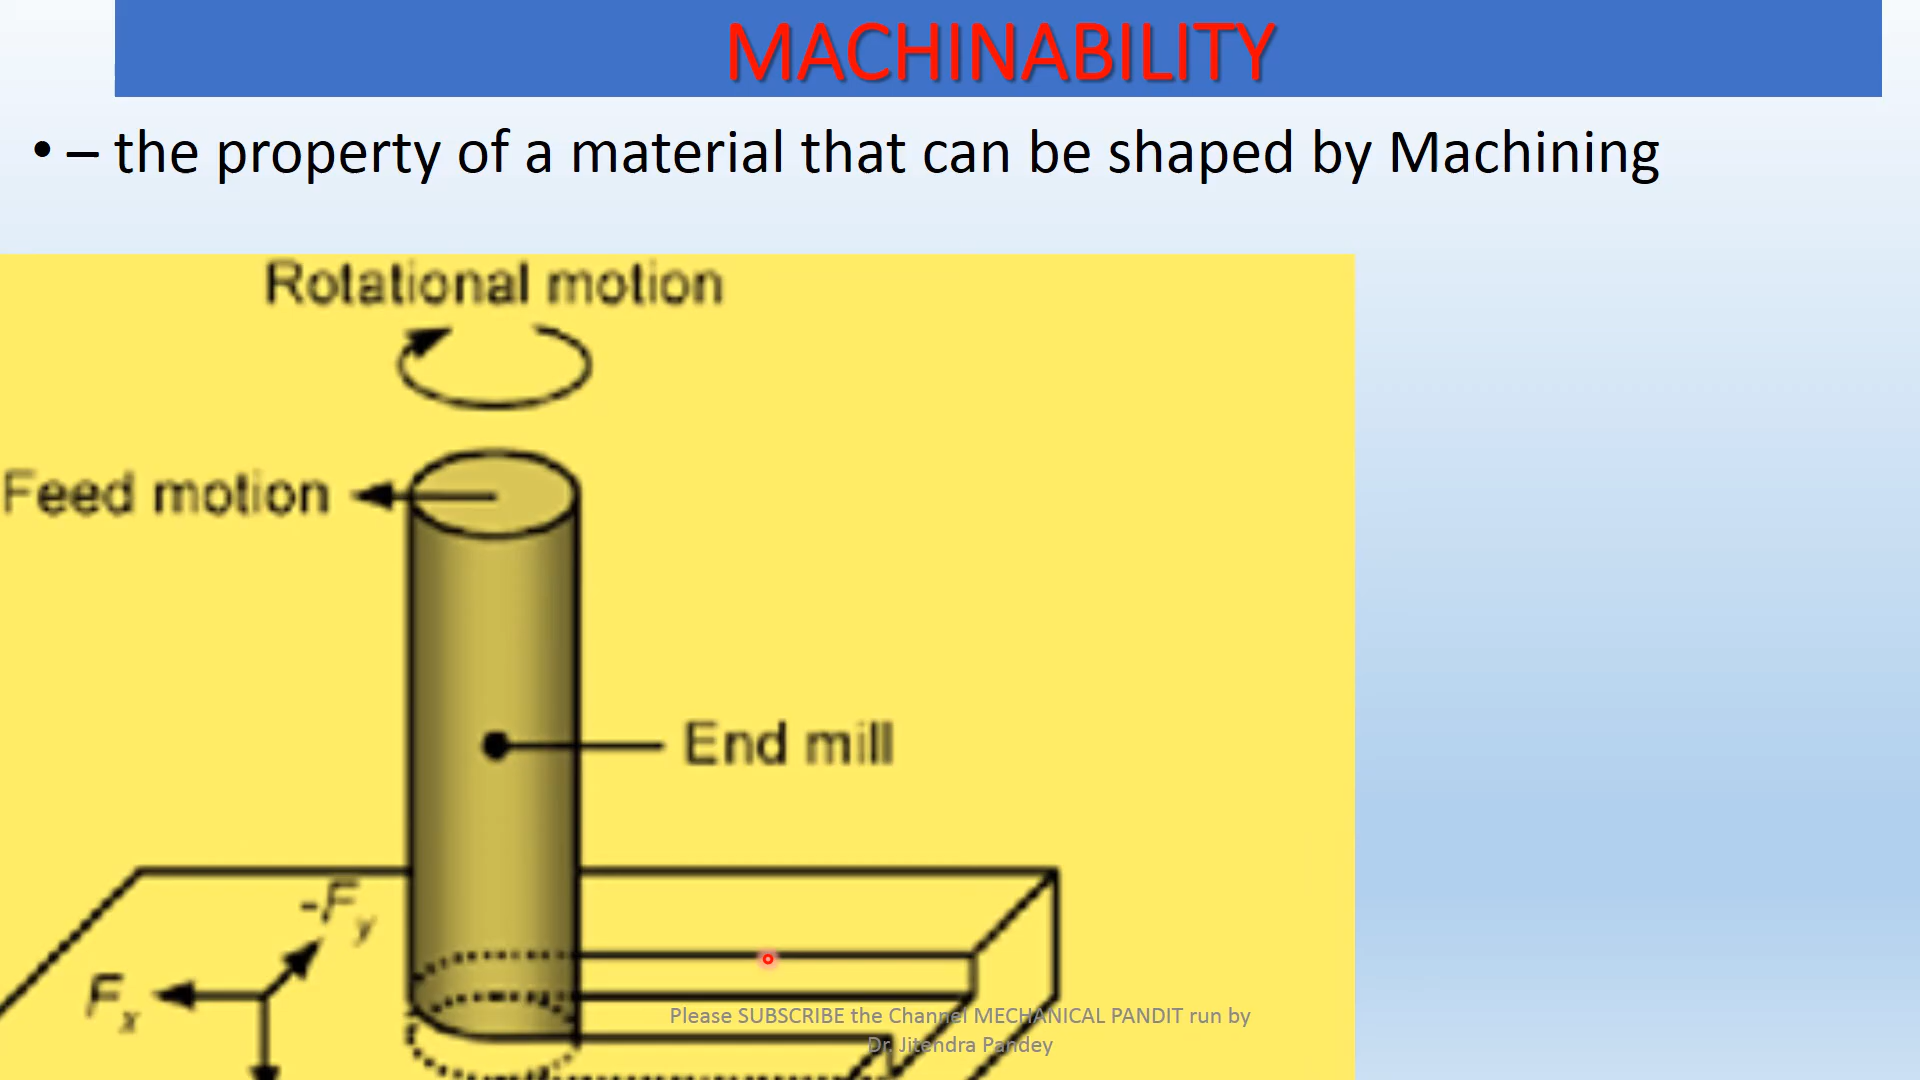 MACHINABILITY
• – the property of a material that can be shaped by Machining
Rotational motion
Feed motion
End mill
-Fy
Fx
Please SUBSCRIBE the Channel MECHANICAL PANDIT run by
Dr. Jitendra Pandey